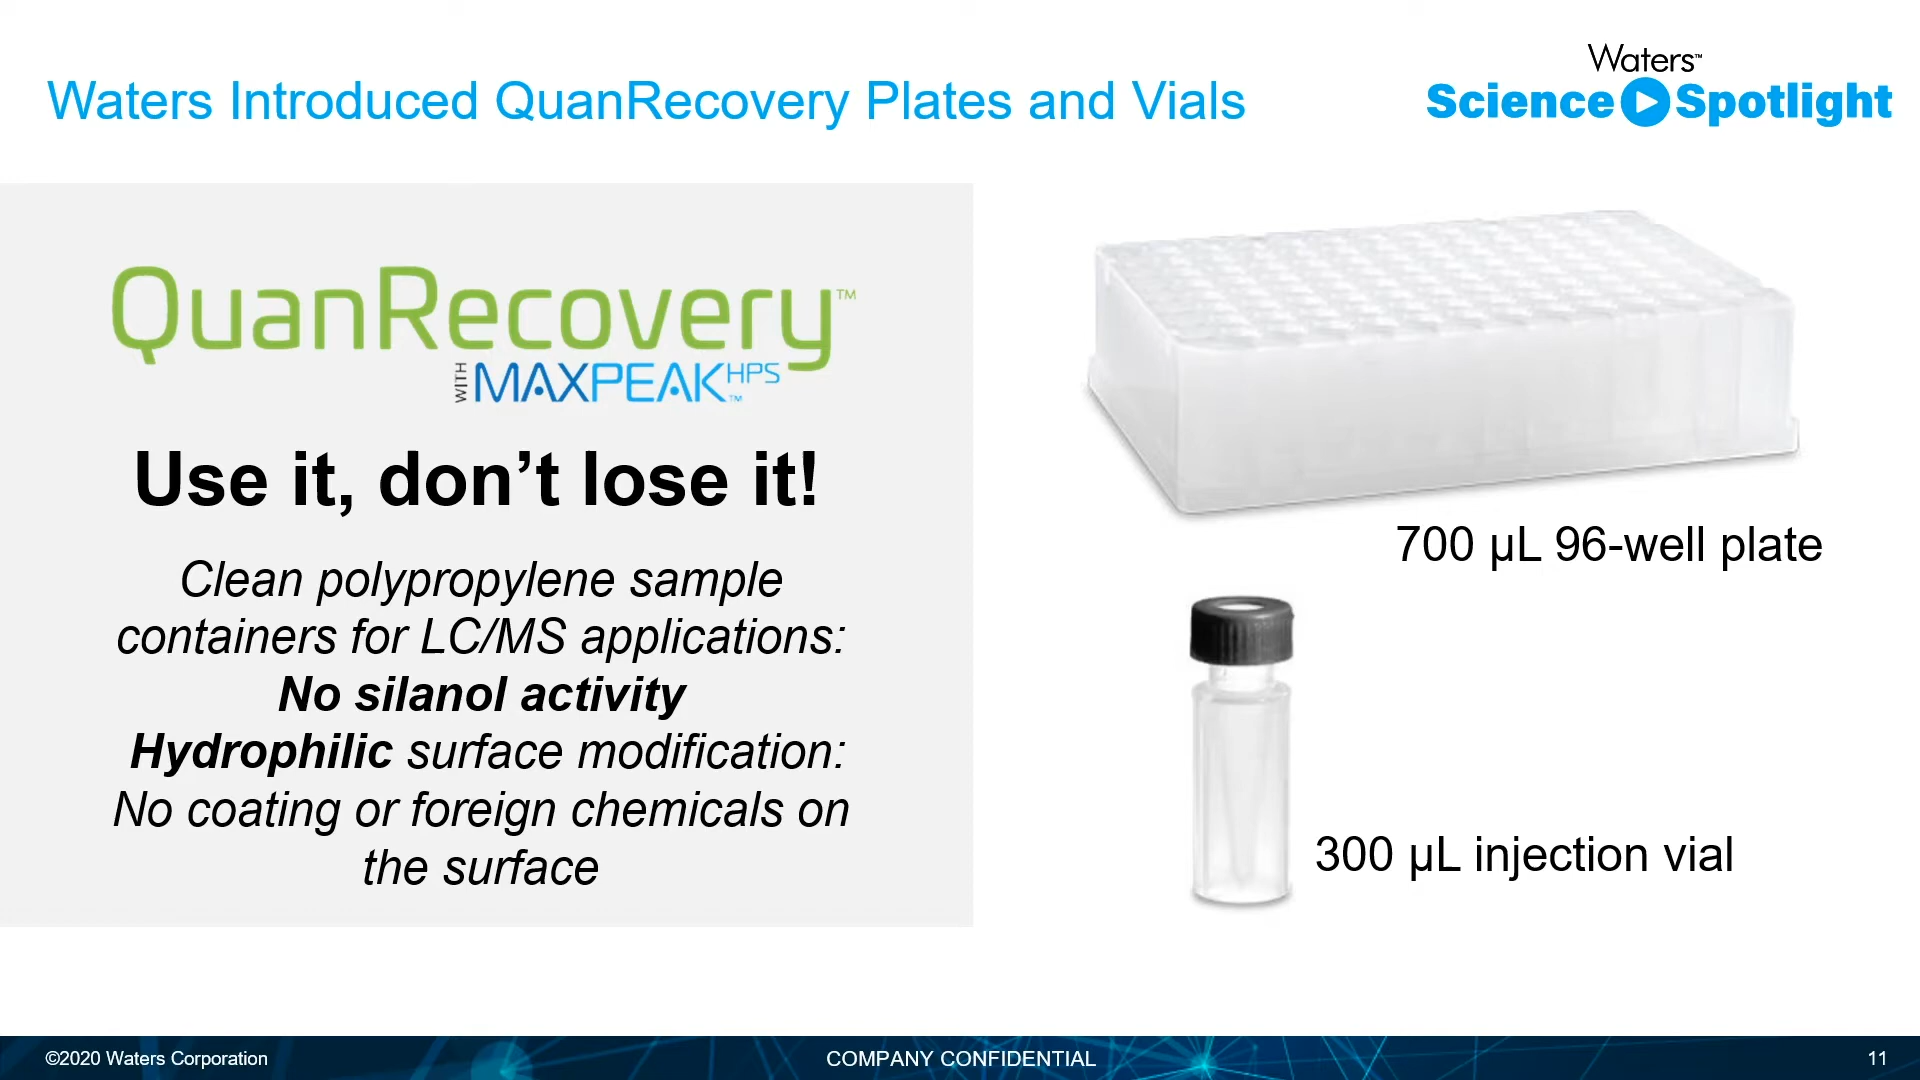 Waters Introduced QuanRecovery Plates and Vials
Waters™
Science Spotlight
QuanRecovery™
WITH MAXPEAK™ HPS
Use it, don’t lose it!
Clean polypropylene sample
containers for LC/MS applications:
No silanol activity
Hydrophilic surface modification:
No coating or foreign chemicals on
the surface
700 µL 96-well plate
300 µL injection vial
©2020 Waters Corporation
COMPANY CONFIDENTIAL
11